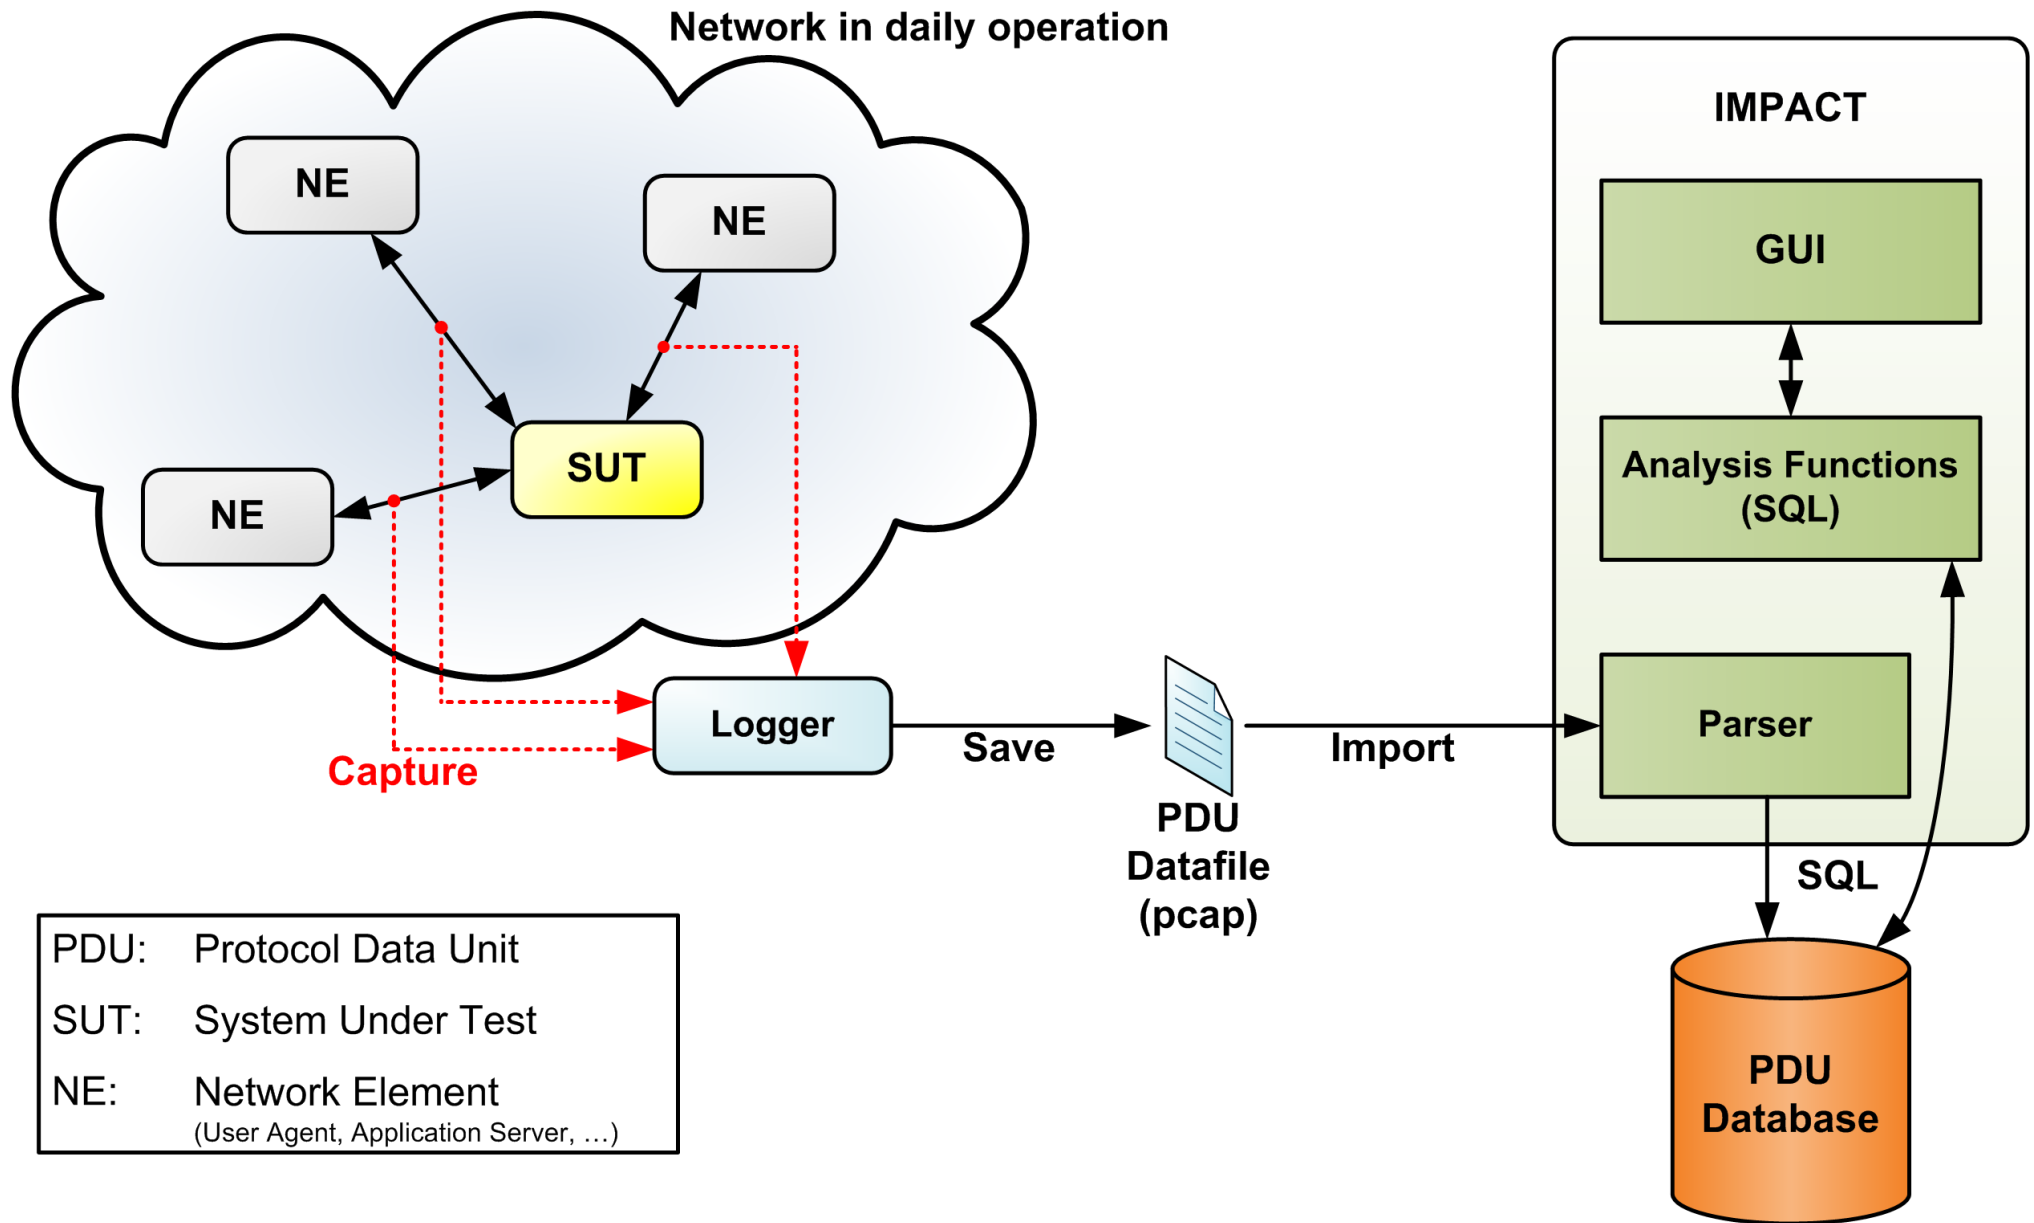 Network in daily operation
NE
NE
SUT
NE
Logger
Capture
Save
PDU
Datafile
(pcap)
Import
IMPACT
GUI
Analysis Functions
(SQL)
Parser
SQL
PDU
Database
PDU: Protocol Data Unit
SUT: System Under Test
NE: Network Element
(User Agent, Application Server, …)